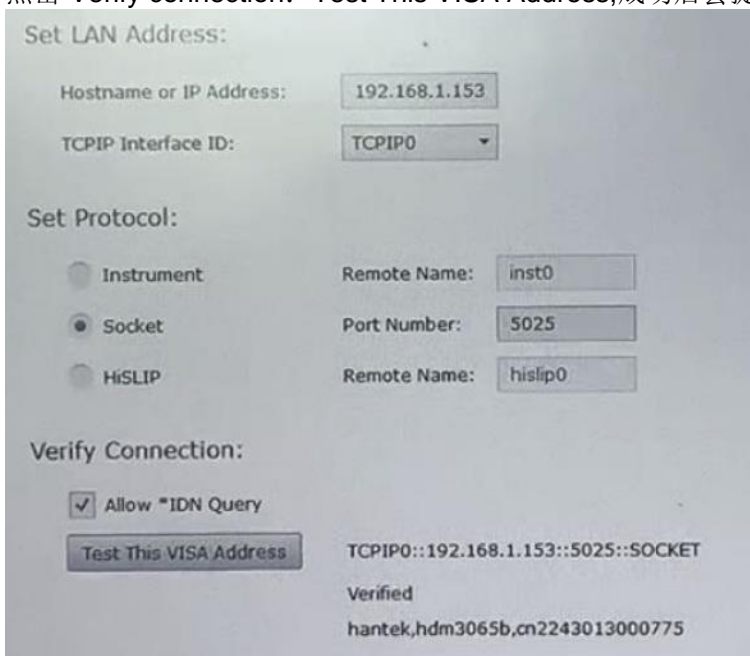 Set LAN Address:
Hostname or IP Address: 192.168.1.153
TCPIP Interface ID: TCPIP0
Set Protocol:
Instrument Remote Name: inst0
Socket Port Number: 5025
HiSLIP Remote Name: hislip0
Verify Connection:
Allow *IDN Query
Test This VISA Address TCPIP0::192.168.1.153::5025::SOCKET
Verified
hantek,hdm3065b,cn2243013000775